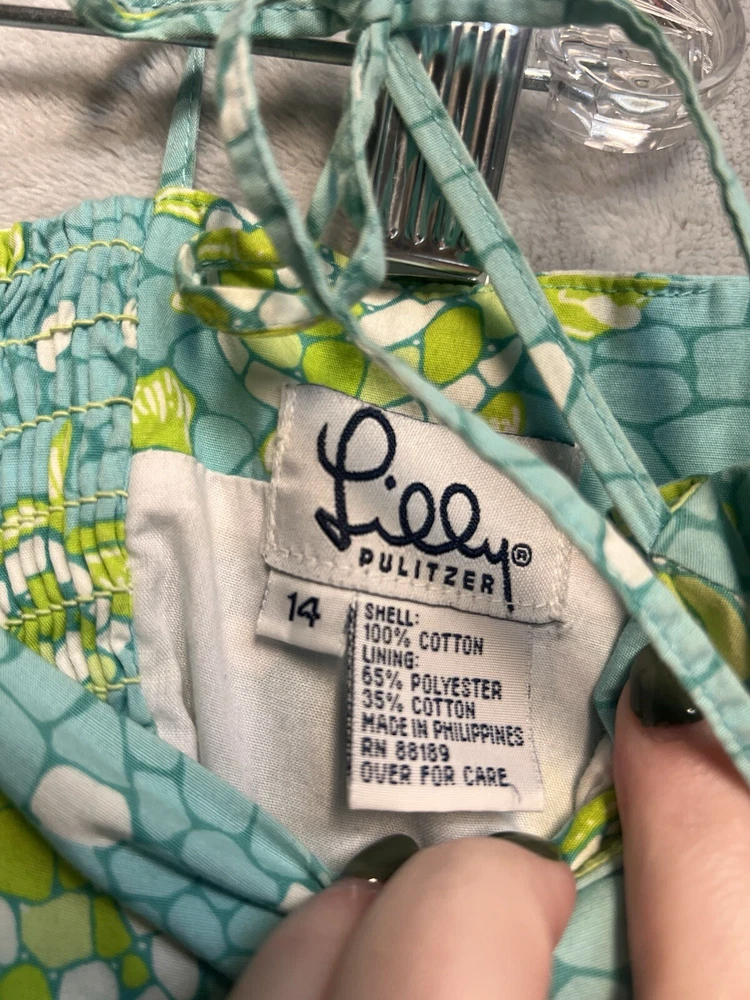 Lilly®
PULITZER
14
SHELL:
100% COTTON
LINING:
65% POLYESTER
35% COTTON
MADE IN PHILIPPINES
RN 88189
OVER FOR CARE